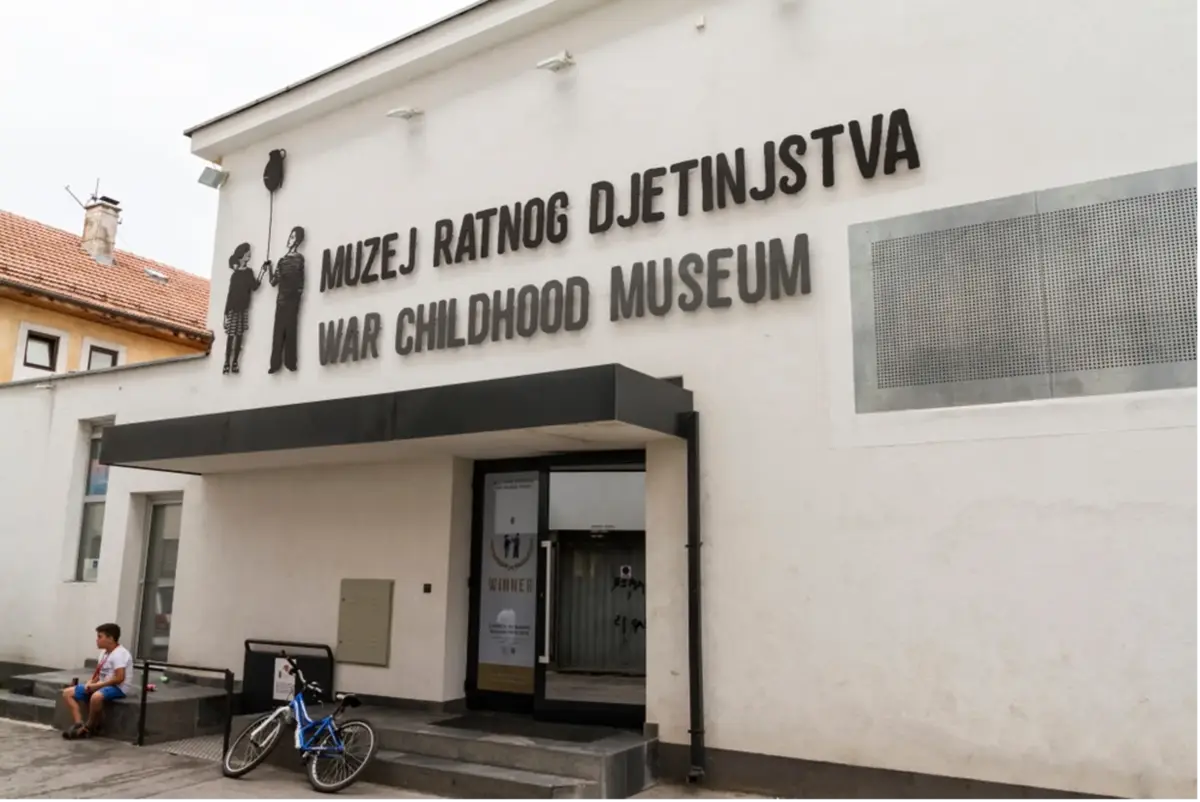 MUZEJ RATNOG DJETINJSTVA
WAR CHILDHOOD MUSEUM
WINNER